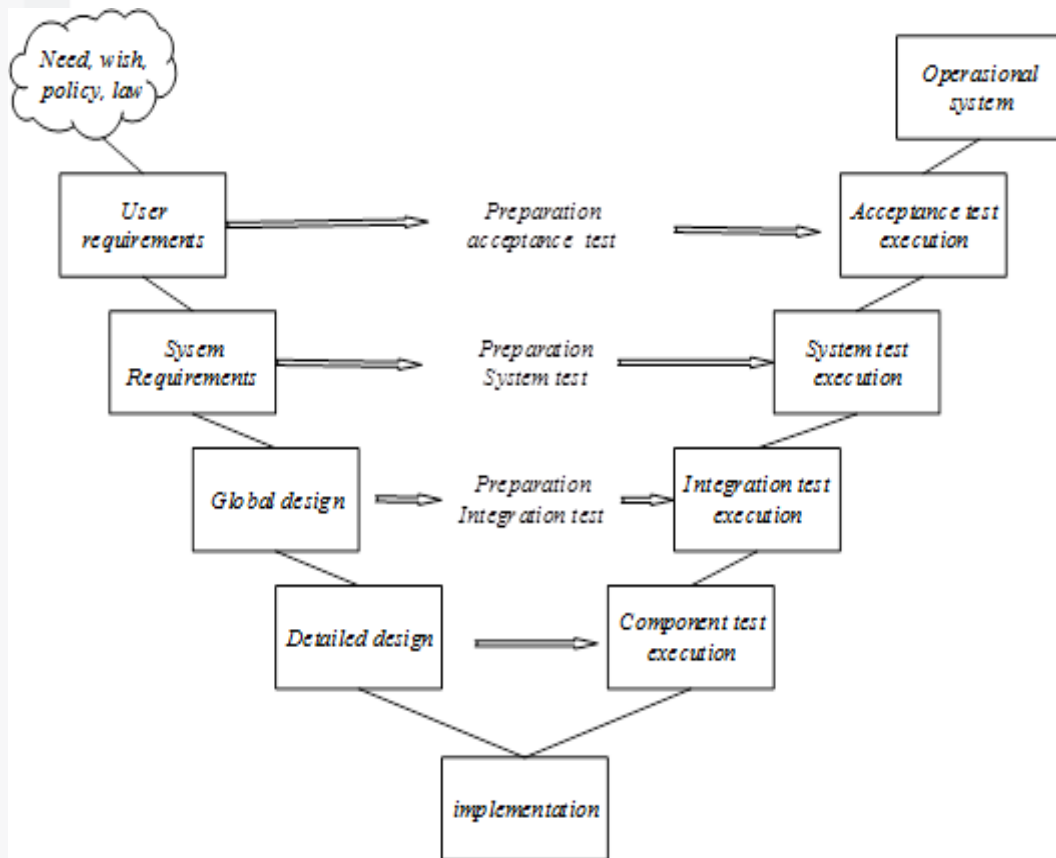 Need, wish,
policy, law
Operasional
system
User
requirements
Preparation
acceptance test
Acceptance test
execution
Sysem
Requirements
Preparation
System test
System test
execution
Global design
Preparation
Integration test
Integration test
execution
Detailed design
Component test
execution
implementation